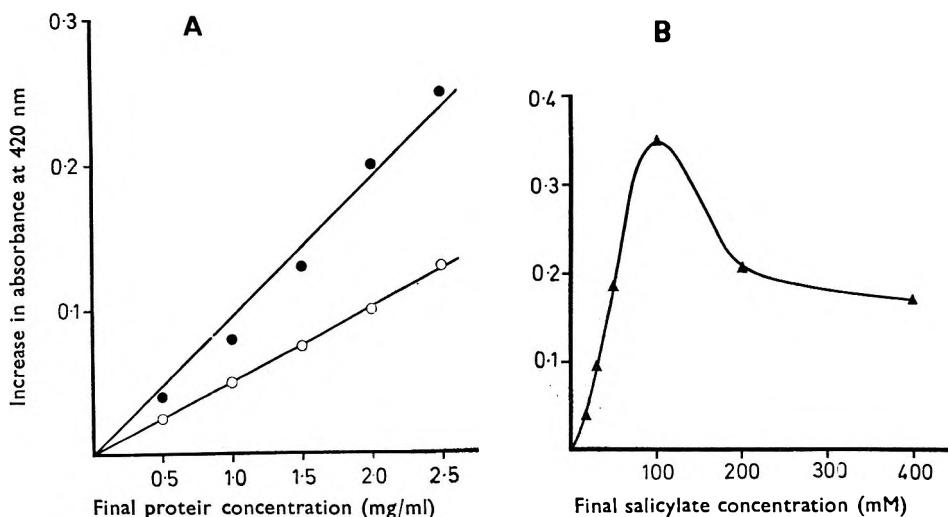 A
B
Increase in absorbance at 420 nm
0·3
0·2
0·1
0·5 1·0 1·5 2·0 2·5
Final protein concentration (mg/ml)
0·4
0·3
0·2
0·1
100 200 300 400
Final salicylate concentration (mM)